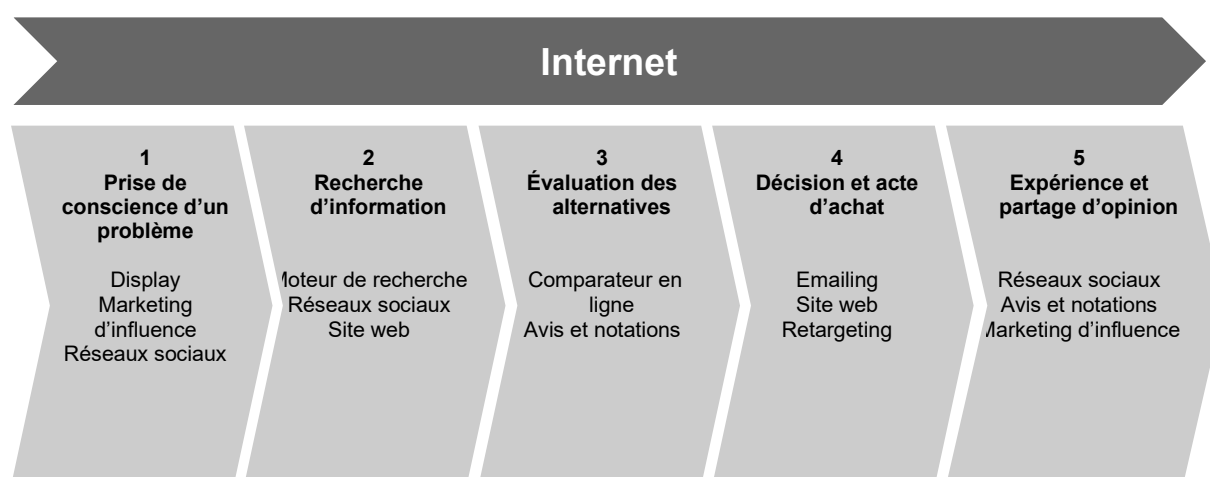 Internet
1
Prise de
conscience d’un
problème
Display
Marketing
d’influence
Réseaux sociaux
2
Recherche
d’information
Moteur de recherche
Réseaux sociaux
Site web
3
Évaluation des
alternatives
Comparateur en
ligne
Avis et notations
4
Décision et acte
d’achat
Emailing
Site web
Retargeting
5
Expérience et
partage d’opinion
Réseaux sociaux
Avis et notations
Marketing d’influence